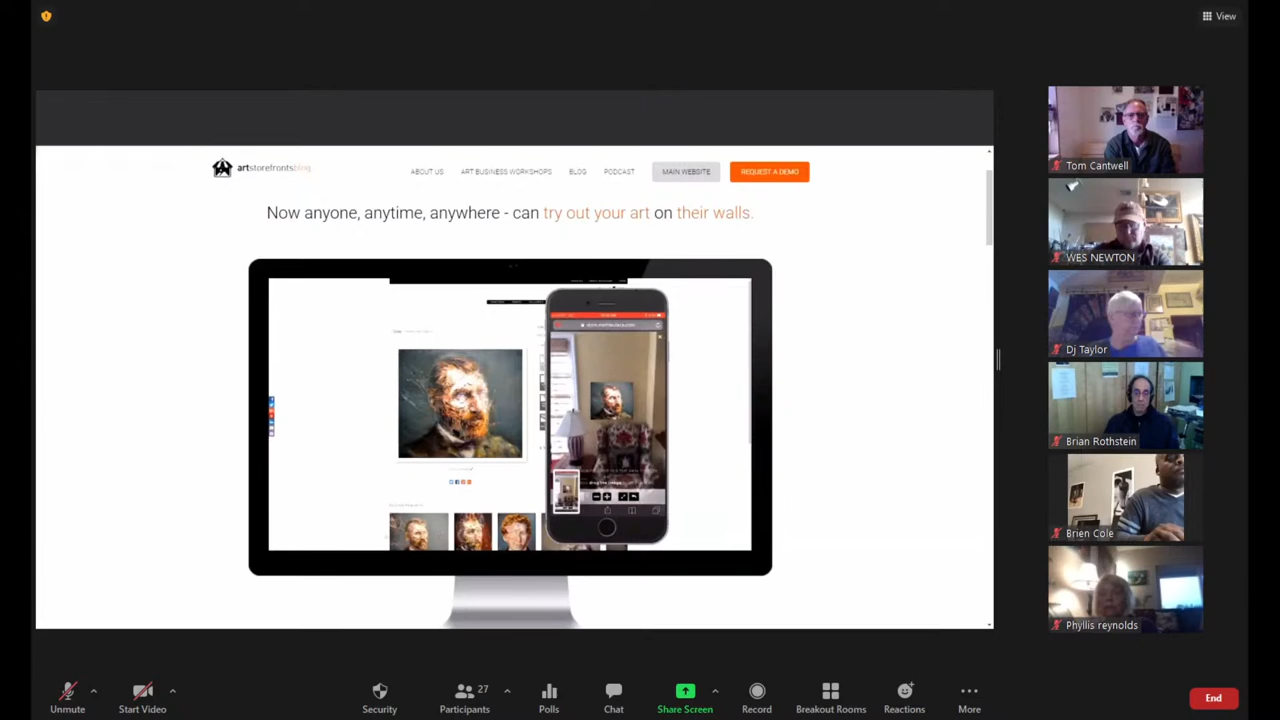 View
artstorefrontsblog
ABOUT US
ART BUSINESS WORKSHOPS
BLOG
PODCAST
MAIN WEBSITE
REQUEST A DEMO
Now anyone, anytime, anywhere - can try out your art on their walls.
Tom Cantwell
WES NEWTON
Dj Taylor
Brian Rothstein
Brien Cole
Phyllis reynolds
Unmute
Start Video
Security
Participants
27
Polls
Chat
Share Screen
Record
Breakout Rooms
Reactions
More
End